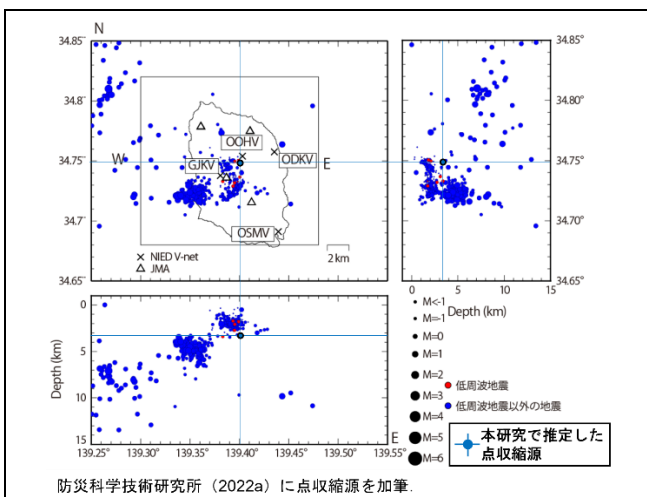 N
34.85'
34.8'
34.75'
34.7'
34.65'
W
E
OOHV
GJKV
ODKV
OSMV
× NIED V-net
△ JMA
2 km
34.85°
34.80°
34.75°
34.70°
34.65°
0 5 10 15
Depth (km)
0
5
10
15
Depth (km)
139.25' 139.30' 139.35' 139.40' 139.45' 139.50' 139.55'
E
M<-1
M=-1
M=0
M=1
M=2
M=3
M=4
M=5
M=6
低周波地震
低周波地震以外の地震
本研究で推定した
点収縮源
防災科学技術研究所（2022a）に点収縮源を加筆.